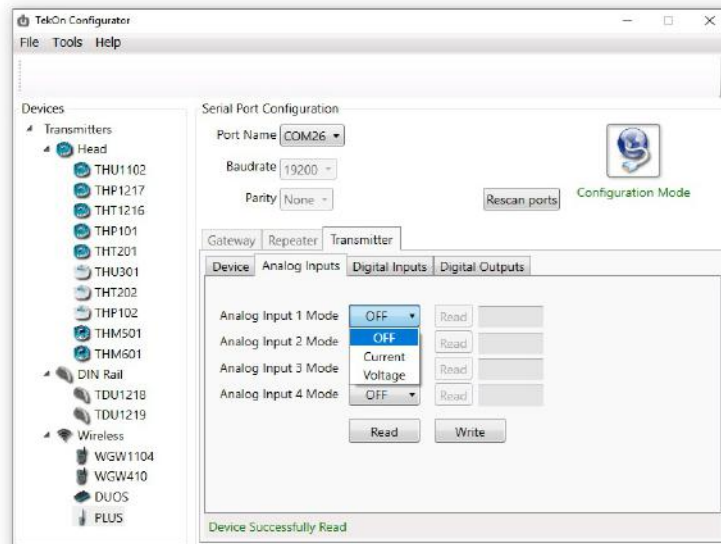 TekOn Configurator
File Tools Help
Devices
Transmitters
Head
THU1102
THP1217
THT1216
THP101
THT201
THU301
THT202
THP102
THM501
THM601
DIN Rail
TDU1218
TDU1219
Wireless
WGW1104
WGW410
DUOS
PLUS
Serial Port Configuration
Port Name COM26
Baudrate 19200
Parity None
Rescan ports
Configuration Mode
Gateway Repeater Transmitter
Device Analog Inputs Digital Inputs Digital Outputs
Analog Input 1 Mode OFF Read
OFF
Analog Input 2 Mode Read
Current
Analog Input 3 Mode Read
Voltage
Analog Input 4 Mode OFF Read
Read Write
Device Successfully Read